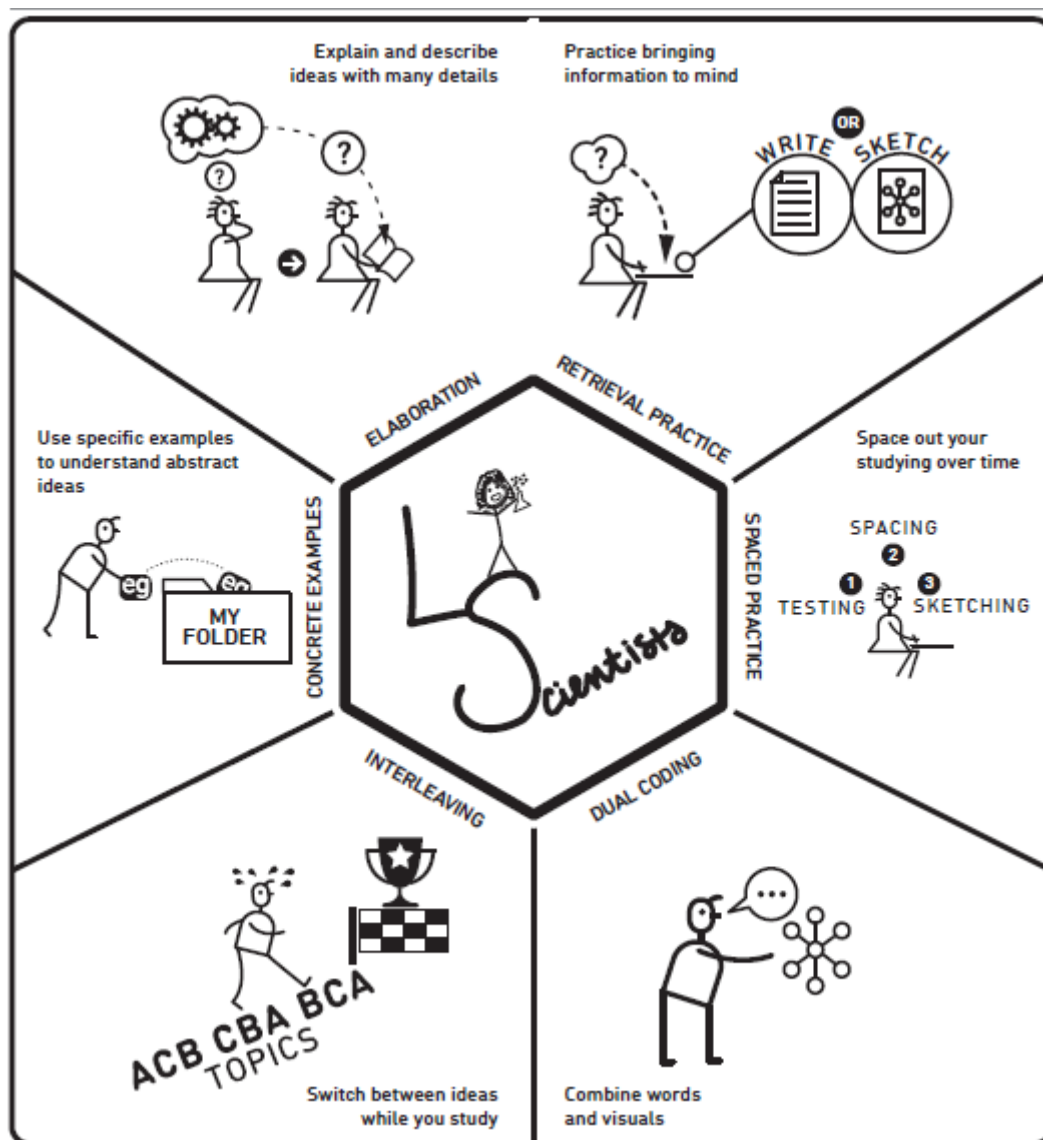 Explain and describe
ideas with many details
?
?
Practice bringing
information to mind
?
WRITE
OR
SKETCH
ELABORATION
RETRIEVAL PRACTICE
Use specific examples
to understand abstract
ideas
eg
eg
MY
FOLDER
CONCRETE EXAMPLES
L
Scientists
SPACED PRACTICE
Space out your
studying over time
SPACING
2
1
3
TESTING
SKETCHING
INTERLEAVING
DUAL CODING
ACB CBA BCA
TOPICS
Switch between ideas
while you study
Combine words
and visuals